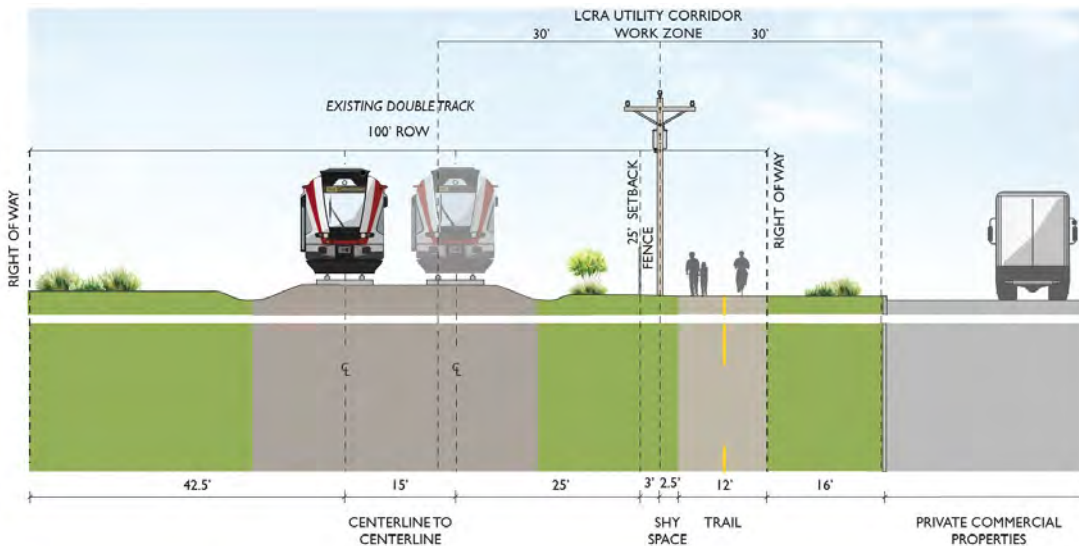 LCRA UTILITY CORRIDOR
WORK ZONE
30'
30'
EXISTING DOUBLE TRACK
100' ROW
RIGHT OF WAY
25' SETBACK
FENCE
RIGHT OF WAY
℄
℄
42.5'
15'
25'
3'
2.5'
12'
16'
CENTERLINE TO
CENTERLINE
SHY
SPACE
TRAIL
PRIVATE COMMERCIAL
PROPERTIES